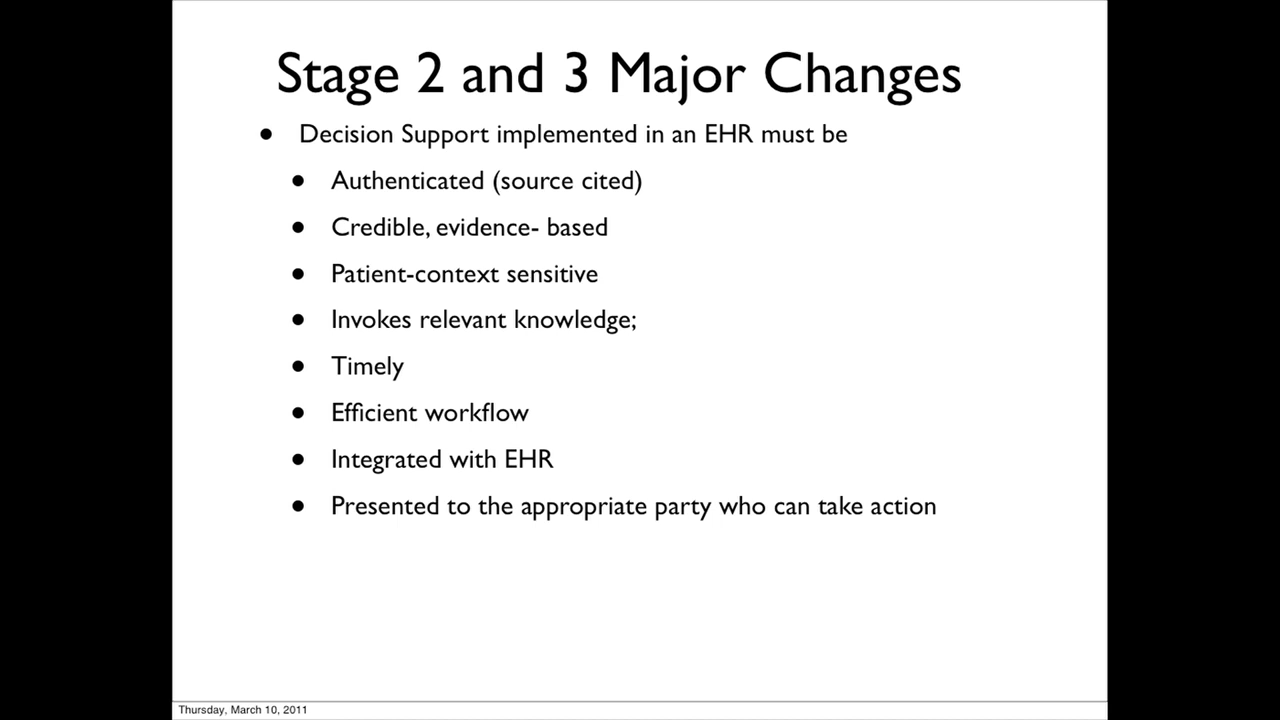 Stage 2 and 3 Major Changes
• Decision Support implemented in an EHR must be
• Authenticated (source cited)
• Credible, evidence- based
• Patient-context sensitive
• Invokes relevant knowledge;
• Timely
• Efficient workflow
• Integrated with EHR
• Presented to the appropriate party who can take action
Thursday, March 10, 2011